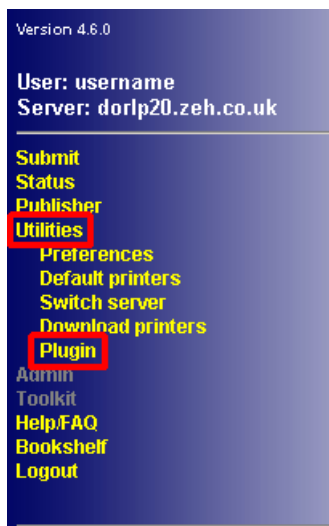 Version 4.6.0
User: username
Server: dorlp20.zeh.co.uk
Submit
Status
Publisher
Utilities
Preferences
Default printers
Switch server
Download printers
Plugin
Admin
Toolkit
Help/FAQ
Bookshelf
Logout